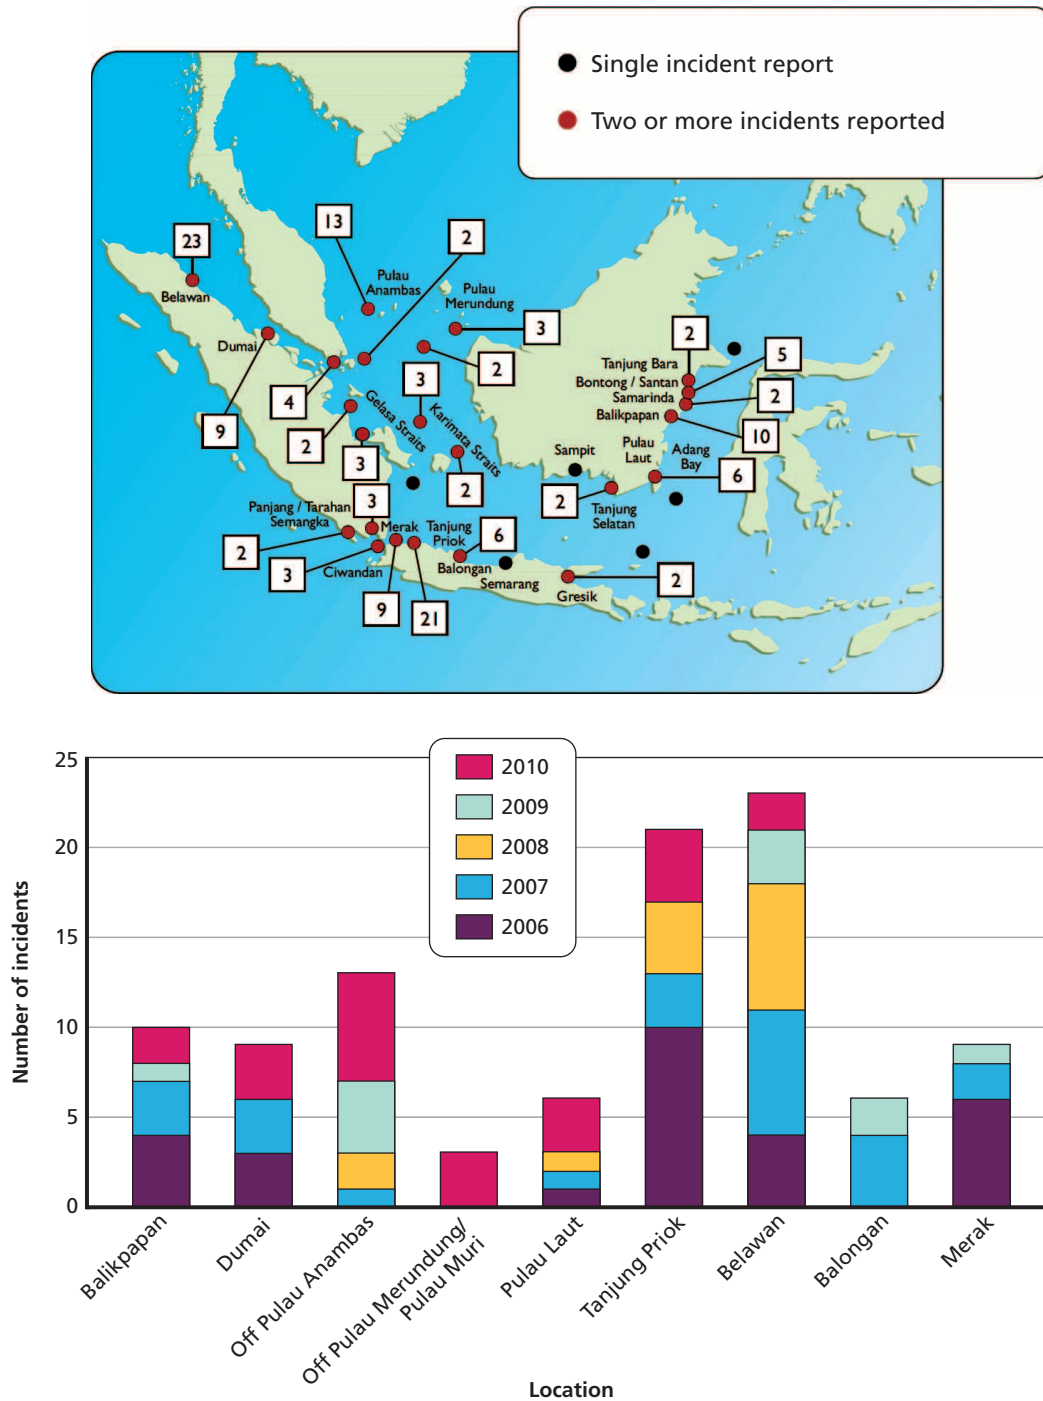 Single incident report
Two or more incidents reported
13
2
23
Pulau
Anambas
Pulau
Merundung
Belawan
3
2
Dumai
Tanjung Bara
5
2
3
Bontong / Santan
4
Samarinda
2
Gelasa Straits
Karimata Straits
Balikpapan
9
2
10
Pulau
Laut
Adang
Bay
Sampit
3
6
2
2
3
Panjang / Tarahan
Semangka
Merak
Tanjung
Priok
Tanjung
Selatan
6
2
Balongan
3
Ciwandan
Semarang
2
Gresik
9
21
25
20
15
10
5
0
Number of incidents
2010
2009
2008
2007
2006
Balikpapan
Dumai
Off Pulau Anambas
Off Pulau Merundung/
Pulau Muri
Pulau Laut
Tanjung Priok
Belawan
Balongan
Merak
Location